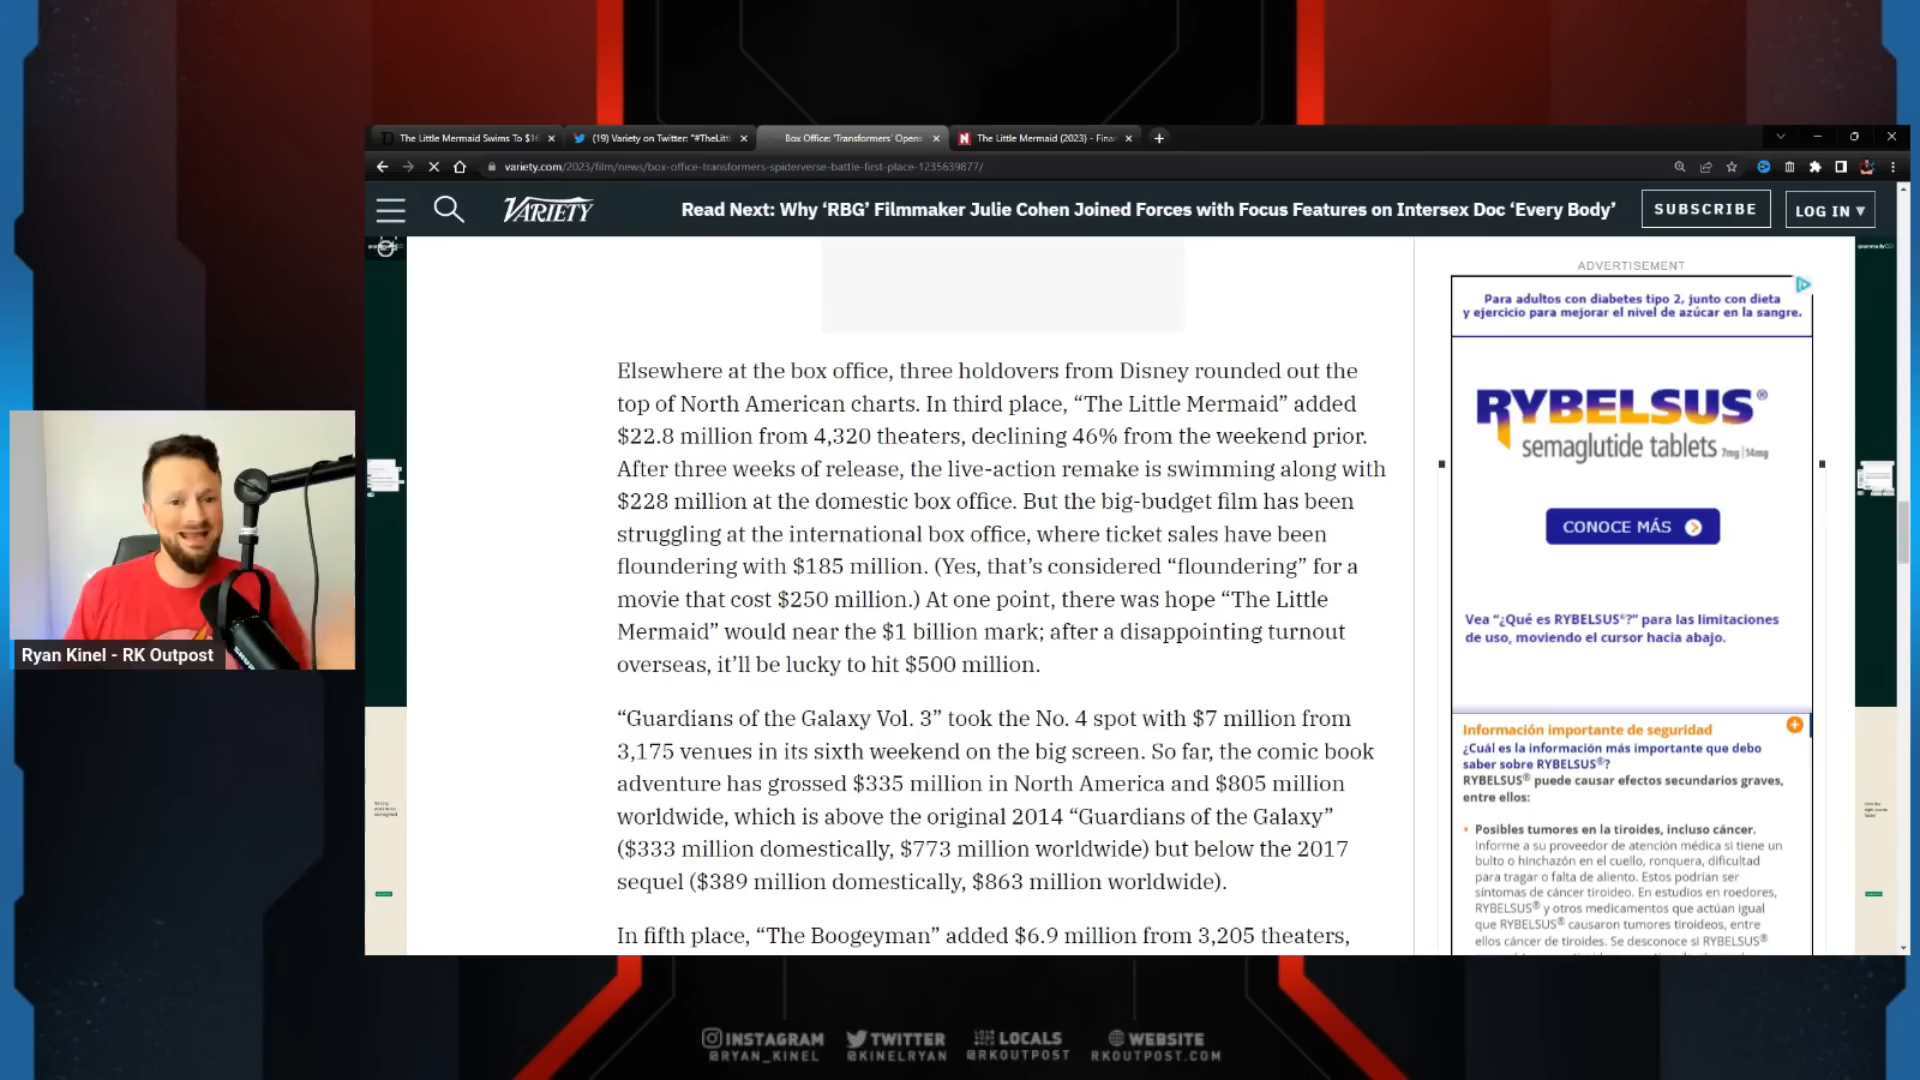 The Little Mermaid Swims To $1
(19) Variety on Twitter: "#TheLitt
Box Office: 'Transformers' Opens
The Little Mermaid (2023) - Finan
variety.com/2023/film/news/box-office-transformers-spiderverse-battle-first-place-1235639877/
VARIETY
Read Next: Why ‘RBG’ Filmmaker Julie Cohen Joined Forces with Focus Features on Intersex Doc ‘Every Body’
SUBSCRIBE
LOG IN ▾
Elsewhere at the box office, three holdovers from Disney rounded out the
top of North American charts. In third place, “The Little Mermaid” added
$22.8 million from 4,320 theaters, declining 46% from the weekend prior.
After three weeks of release, the live-action remake is swimming along with
$228 million at the domestic box office. But the big-budget film has been
struggling at the international box office, where ticket sales have been
floundering with $185 million. (Yes, that’s considered “floundering” for a
movie that cost $250 million.) At one point, there was hope “The Little
Mermaid” would near the $1 billion mark; after a disappointing turnout
overseas, it’ll be lucky to hit $500 million.
“Guardians of the Galaxy Vol. 3” took the No. 4 spot with $7 million from
3,175 venues in its sixth weekend on the big screen. So far, the comic book
adventure has grossed $335 million in North America and $805 million
worldwide, which is above the original 2014 “Guardians of the Galaxy”
($333 million domestically, $773 million worldwide) but below the 2017
sequel ($389 million domestically, $863 million worldwide).
In fifth place, “The Boogeyman” added $6.9 million from 3,205 theaters,
ADVERTISEMENT
Para adultos con diabetes tipo 2, junto con dieta
y ejercicio para mejorar el nivel de azúcar en la sangre.
RYBELSUS®
semaglutide tablets 7mg|14mg
CONOCE MÁS
Vea “¿Qué es RYBELSUS®?” para las limitaciones
de uso, moviendo el cursor hacia abajo.
Información importante de seguridad
¿Cuál es la información más importante que debo
saber sobre RYBELSUS®?
RYBELSUS® puede causar efectos secundarios graves,
entre ellos:
• Posibles tumores en la tiroides, incluso cáncer.
Informe a su proveedor de atención médica si tiene un
bulto o hinchazón en el cuello, ronquera, dificultad
para tragar o falta de aliento. Estos podrían ser
síntomas de cáncer tiroideo. En estudios en roedores,
RYBELSUS® y otros medicamentos que actúan igual
que RYBELSUS® causaron tumores tiroideos, entre
ellos cáncer de tiroides. Se desconoce si RYBELSUS®
Ryan Kinel - RK Outpost
INSTAGRAM
@RYAN_KINEL
TWITTER
@KINELRYAN
LOCALS
@RKOUTPOST
WEBSITE
RKOUTPOST.COM